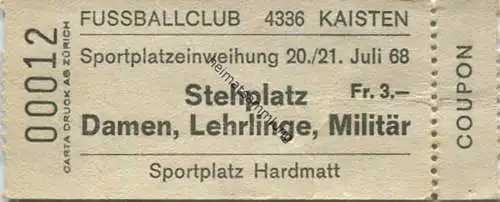 00012
CARTA DRUCK AG ZÜRICH
FUSSBALLCLUB 4336 KAISTEN
Sportplatzeinweihung 20./21. Juli 68
Stehplatz Fr. 3.—
Damen, Lehrlinge, Militär
Sportplatz Hardmatt
COUPON